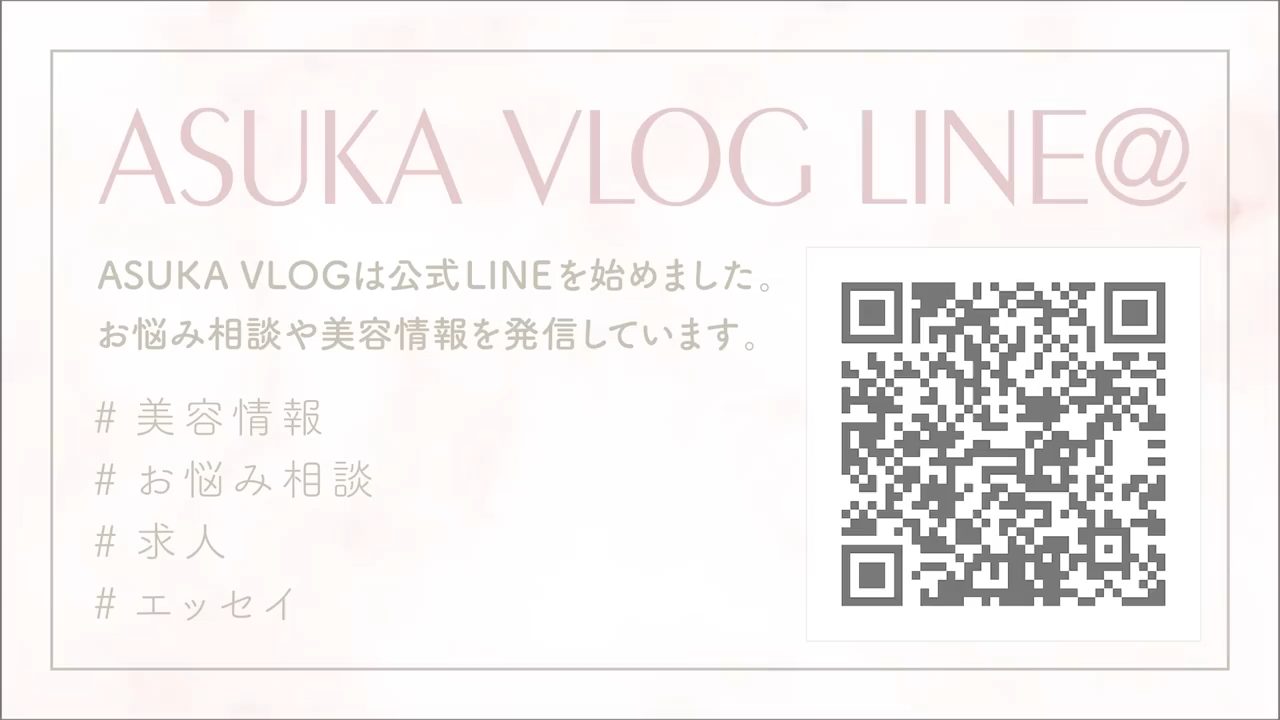 ASUKA VLOG LINE@
ASUKA VLOGは公式LINEを始めました。
お悩み相談や美容情報を発信しています。
# 美容情報
# お悩み相談
# 求人
# エッセイ